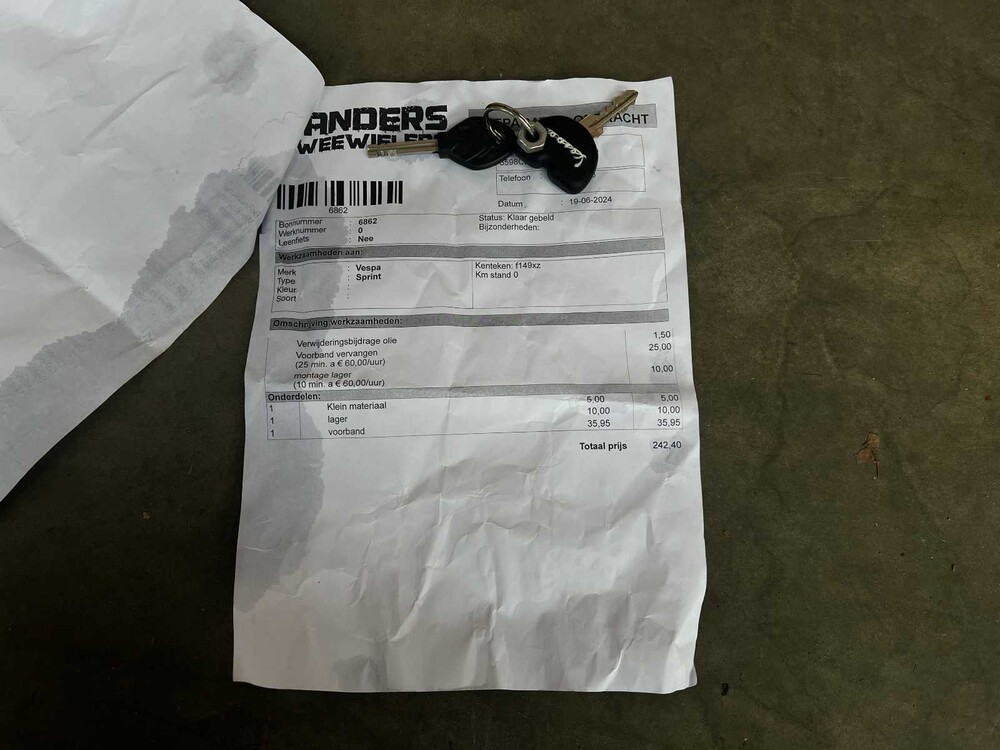 ANDERS
6862
Telefoon :
Datum : 19-06-2024
Bonnummer : 6862
Werknummer : 0
Leenfiets : Nee
Status: Klaar gebeld
Bijzonderheden:
Werkzaamheden aan:
Merk : Vespa
Type : Sprint
Kleur :
Soort :
Kenteken: f149xz
Km stand 0
Omschrijving werkzaamheden:
Verwijderingsbijdrage olie 1,50
Voorband vervangen 25,00
(25 min. a € 60,00/uur)
montage lager 10,00
(10 min. a € 60,00/uur)
Onderdelen:
1 Klein materiaal 5,00 5,00
1 lager 10,00 10,00
1 voorband 35,95 35,95
Totaal prijs 242,40